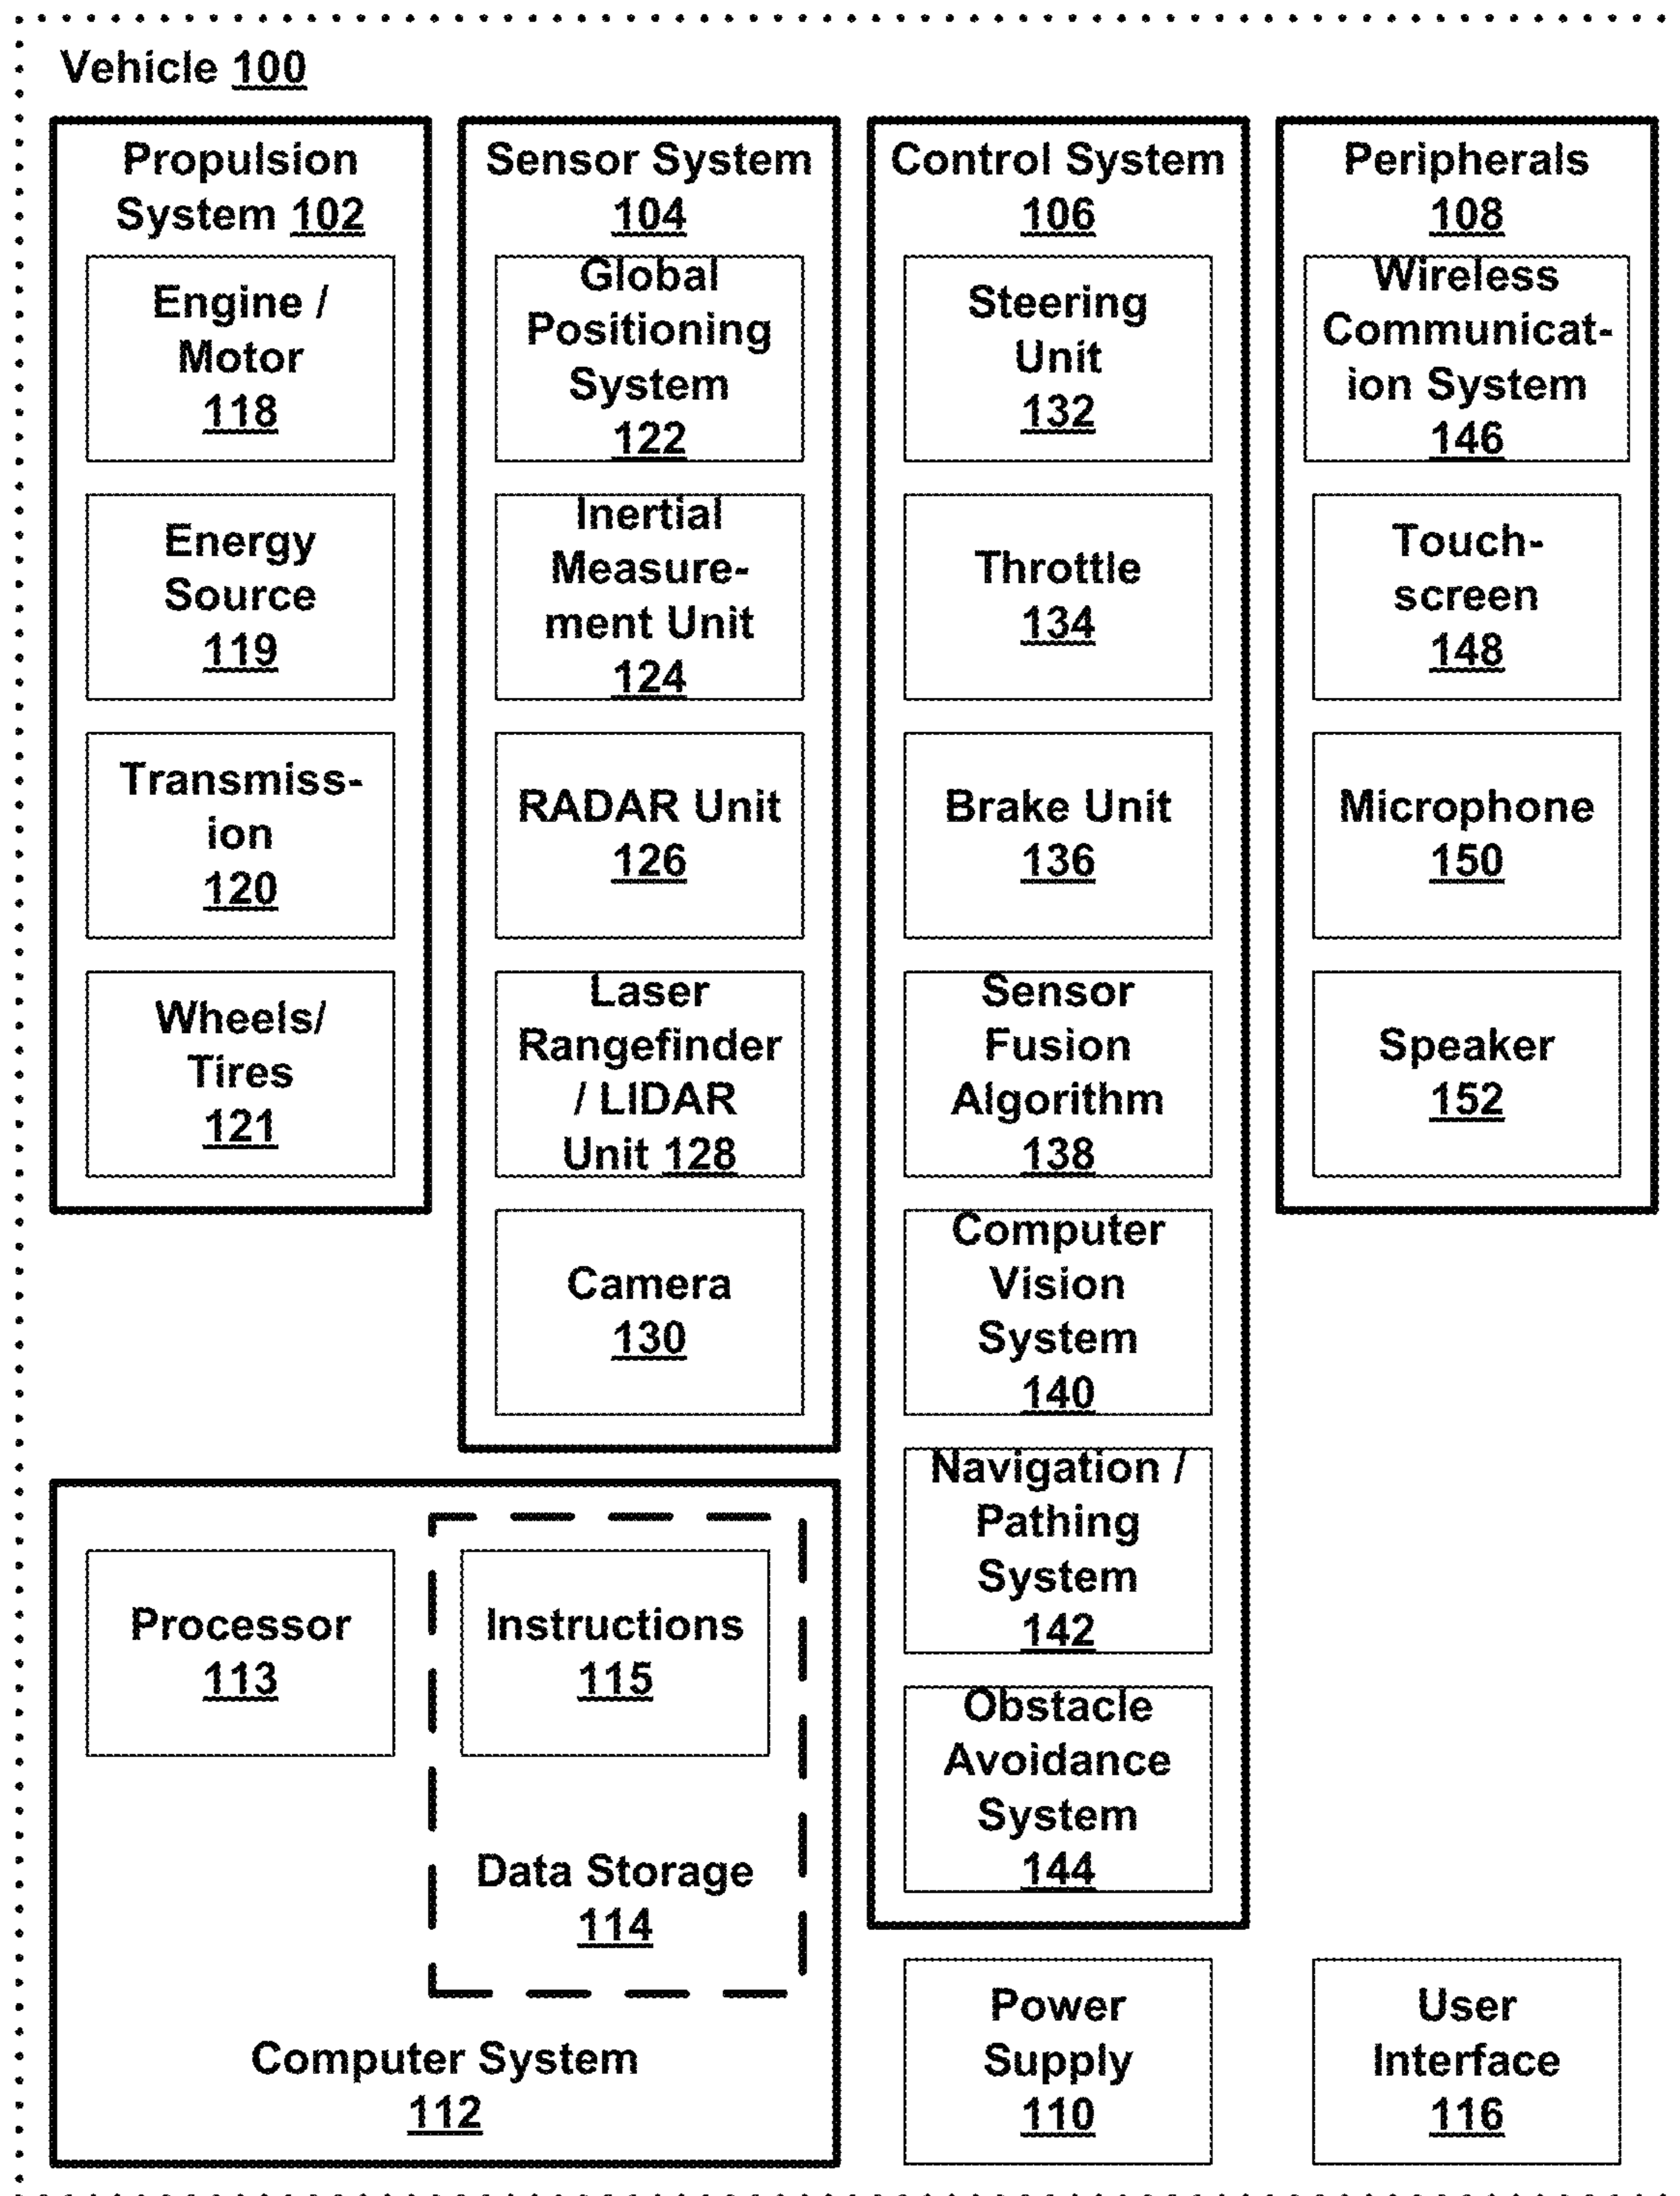 Vehicle 100
Propulsion
System 102
Engine /
Motor
118
Energy
Source
119
Transmiss-
ion
120
Wheels/
Tires
121
Sensor System
104
Global
Positioning
System
122
Inertial
Measure-
ment Unit
124
RADAR Unit
126
Laser
Rangefinder
/ LIDAR
Unit 128
Camera
130
Control System
106
Steering
Unit
132
Throttle
134
Brake Unit
136
Sensor
Fusion
Algorithm
138
Computer
Vision
System
140
Navigation /
Pathing
System
142
Obstacle
Avoidance
System
144
Peripherals
108
Wireless
Communicat-
ion System
146
Touch-
screen
148
Microphone
150
Speaker
152
Processor
113
Instructions
115
Data Storage
114
Computer System
112
Power
Supply
110
User
Interface
116